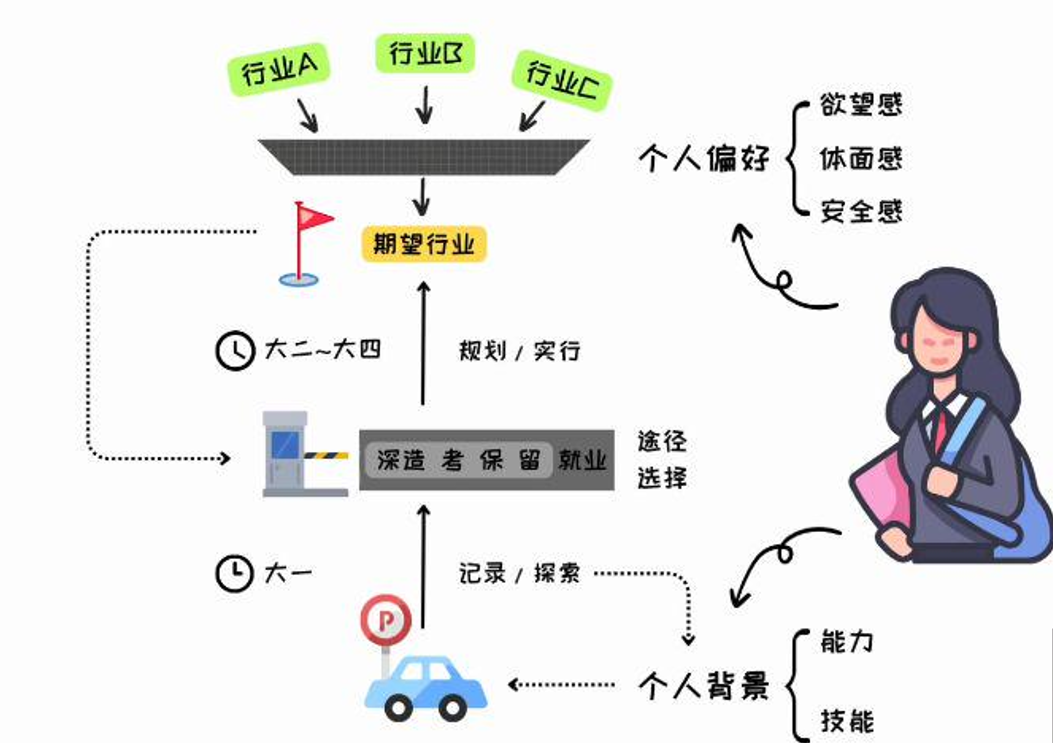 行业A
行业B
行业C
个人偏好
欲望感
体面感
安全感
期望行业
大二~大四
规划 / 实行
深造 考 保 留 就业
途径
选择
大一
记录 / 探索
P
个人背景
能力
技能